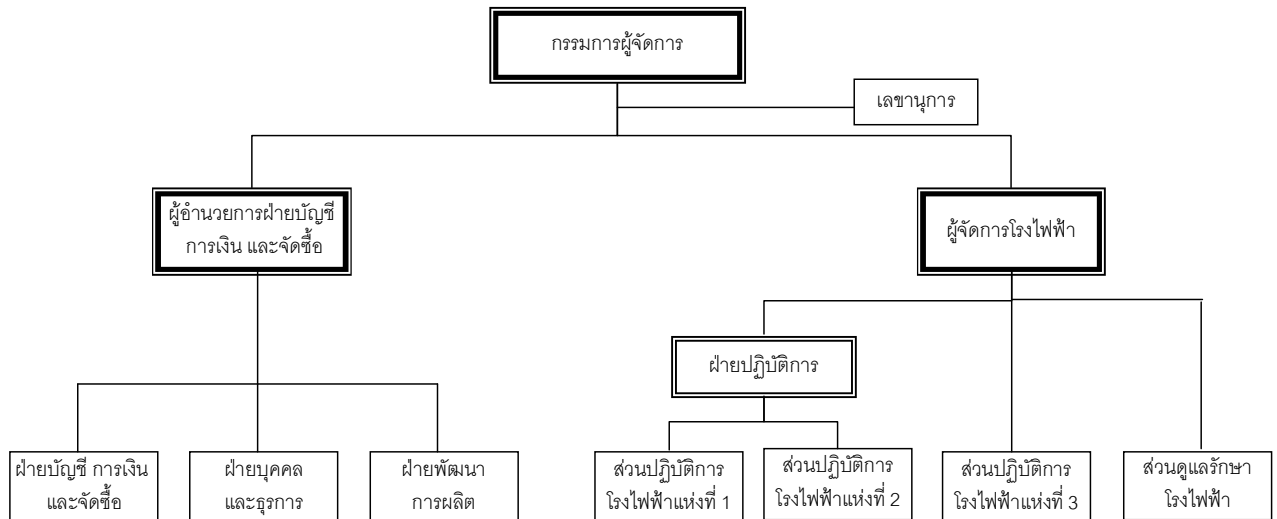 กรรมการผู้จัดการ
เลขานุการ
ผู้อำนวยการฝ่ายบัญชี
การเงิน และจัดซื้อ
ผู้จัดการโรงไฟฟ้า
ฝ่ายปฏิบัติการ
ฝ่ายบัญชี การเงิน
และจัดซื้อ
ฝ่ายบุคคล
และธุรการ
ฝ่ายพัฒนา
การผลิต
ส่วนปฏิบัติการ
โรงไฟฟ้าแห่งที่ 1
ส่วนปฏิบัติการ
โรงไฟฟ้าแห่งที่ 2
ส่วนปฏิบัติการ
โรงไฟฟ้าแห่งที่ 3
ส่วนดูแลรักษา
โรงไฟฟ้า